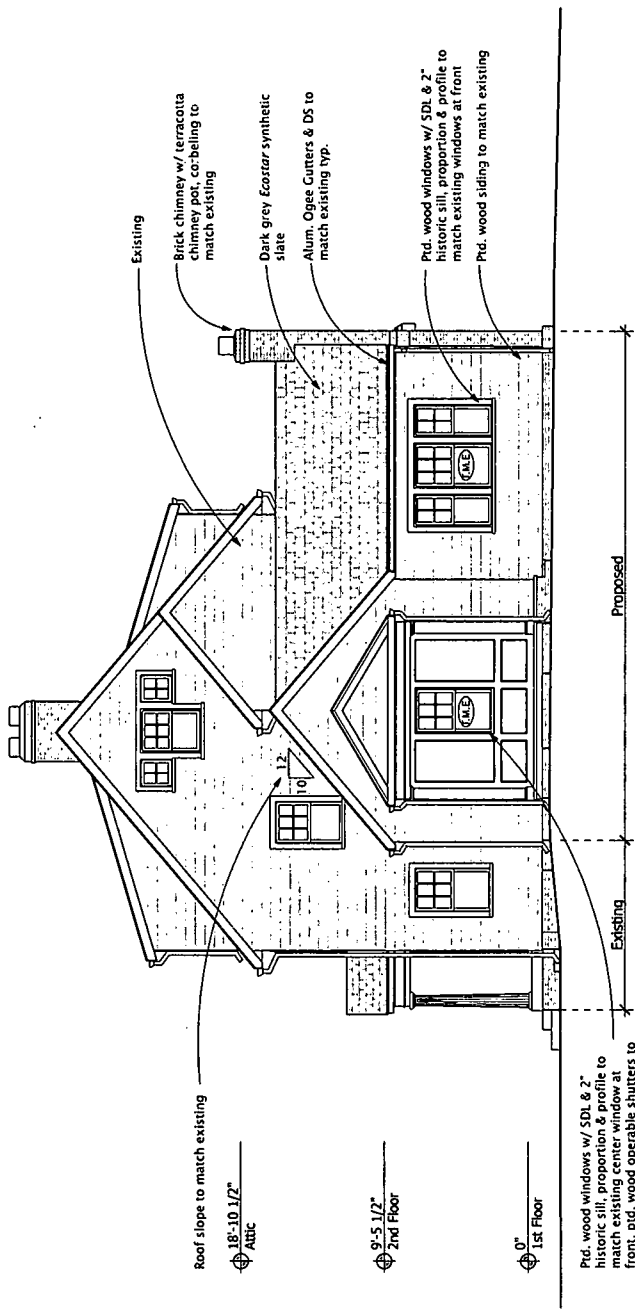 Roof slope to match existing
18'-10 1/2"
Attic
9'-5 1/2"
2nd Floor
0"
1st Floor
Ptd. wood windows w/ SDL & 2"
historic sill, proportion & profile to
match existing center window at
front, ptd. wood operable shutters to
12
10
T.M.E
T.M.E
Existing
Proposed
Existing
Brick chimney w/ terracotta
chimney pot, corbeling to
match existing
Dark grey Ecostar synthetic
slate
Alum. Ogee Gutters & DS to
match existing typ.
Ptd. wood windows w/ SDL & 2"
historic sill, proportion & profile to
match existing windows at front
Ptd. wood siding to match existing